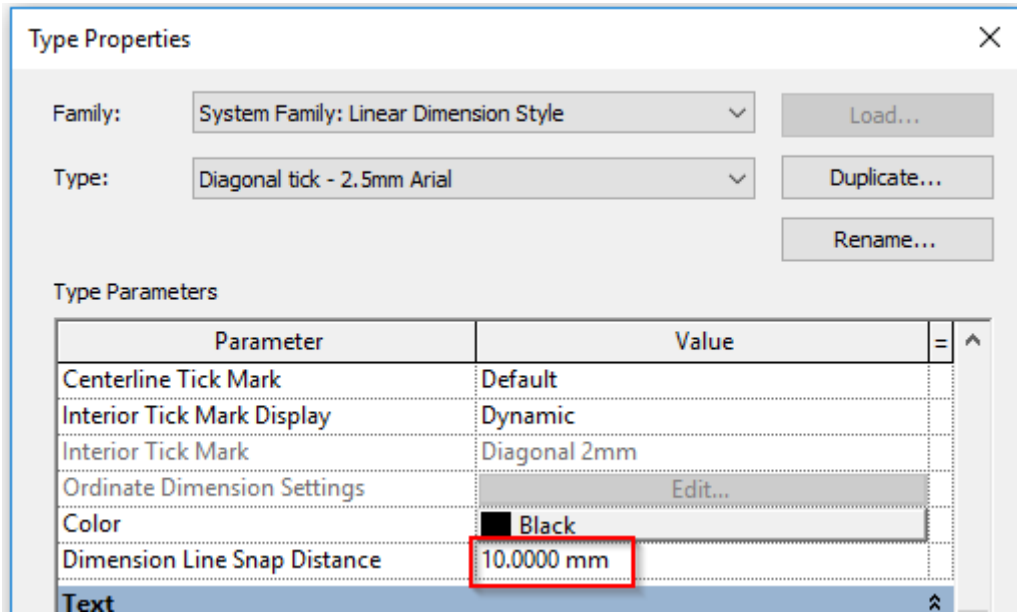 Type Properties
Family: System Family: Linear Dimension Style Load...
Type: Diagonal tick - 2.5mm Arial Duplicate...
Rename...
Type Parameters
Parameter Value =
Centerline Tick Mark Default
Interior Tick Mark Display Dynamic
Interior Tick Mark Diagonal 2mm
Ordinate Dimension Settings Edit...
Color Black
Dimension Line Snap Distance 10.0000 mm
Text